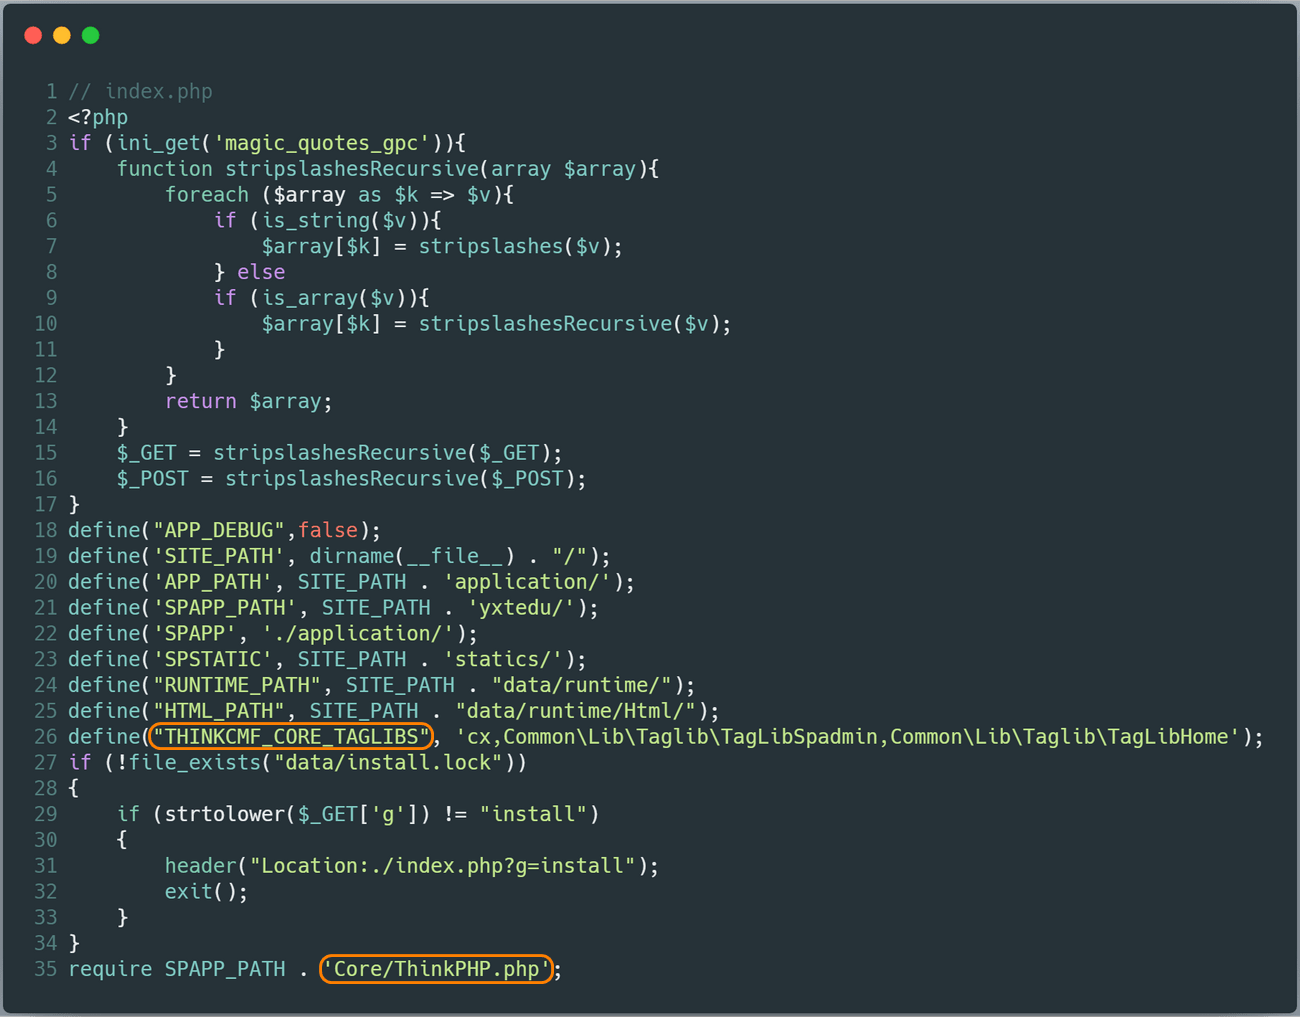 1 // index.php
2 <?php
3 if (ini_get('magic_quotes_gpc')){
4     function stripslashesRecursive(array $array){
5         foreach ($array as $k => $v){
6             if (is_string($v)){
7                 $array[$k] = stripslashes($v);
8             } else
9             if (is_array($v)){
10                 $array[$k] = stripslashesRecursive($v);
11             }
12         }
13         return $array;
14     }
15     $_GET = stripslashesRecursive($_GET);
16     $_POST = stripslashesRecursive($_POST);
17 }
18 define("APP_DEBUG",false);
19 define('SITE_PATH', dirname(__file__) . "/");
20 define('APP_PATH', SITE_PATH . 'application/');
21 define('SPAPP_PATH', SITE_PATH . 'yxtedu/');
22 define('SPAPP', './application/');
23 define('SPSTATIC', SITE_PATH . 'statics/');
24 define("RUNTIME_PATH", SITE_PATH . "data/runtime/");
25 define("HTML_PATH", SITE_PATH . "data/runtime/Html/");
26 define("THINKCMF_CORE_TAGLIBS", 'cx,Common\Lib\Taglib\TagLibSpadmin,Common\Lib\Taglib\TagLibHome');
27 if (!file_exists("data/install.lock"))
28 {
29     if (strtolower($_GET['g']) != "install")
30     {
31         header("Location:./index.php?g=install");
32         exit();
33     }
34 }
35 require SPAPP_PATH . 'Core/ThinkPHP.php';